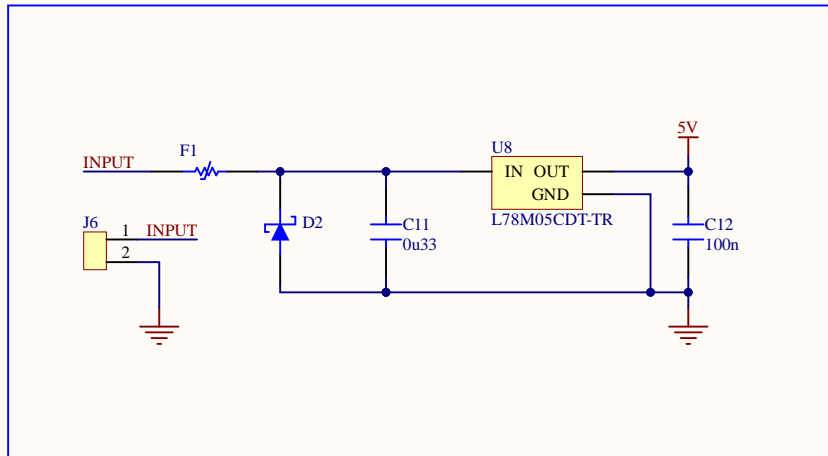 5V
F1
U8
INPUT
IN OUT
GND
L78M05CDT-TR
J6
1
INPUT
2
D2
C11
0u33
C12
100n